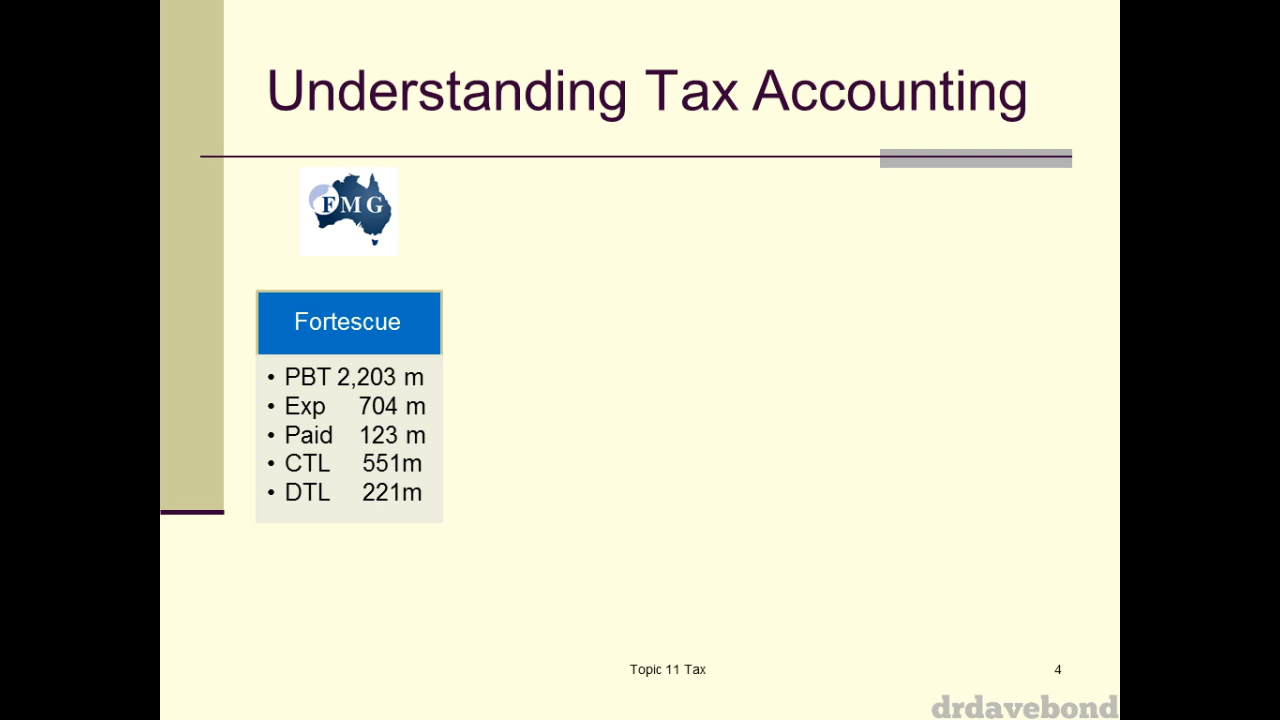 Understanding Tax Accounting
FMG
Fortescue
• PBT 2,203 m
• Exp 704 m
• Paid 123 m
• CTL 551m
• DTL 221m
Topic 11 Tax
4
drdavebond